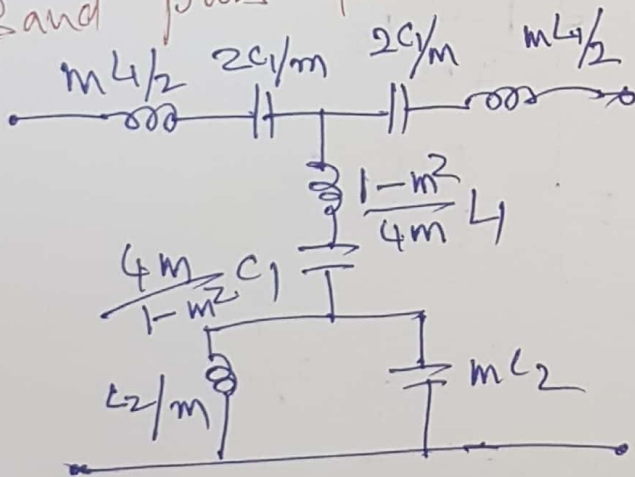 Band
mL1/2 2C1/m 2C1/m mL1/2
1-m²/4m L1
4m/1-m² C1
L2/m mC2